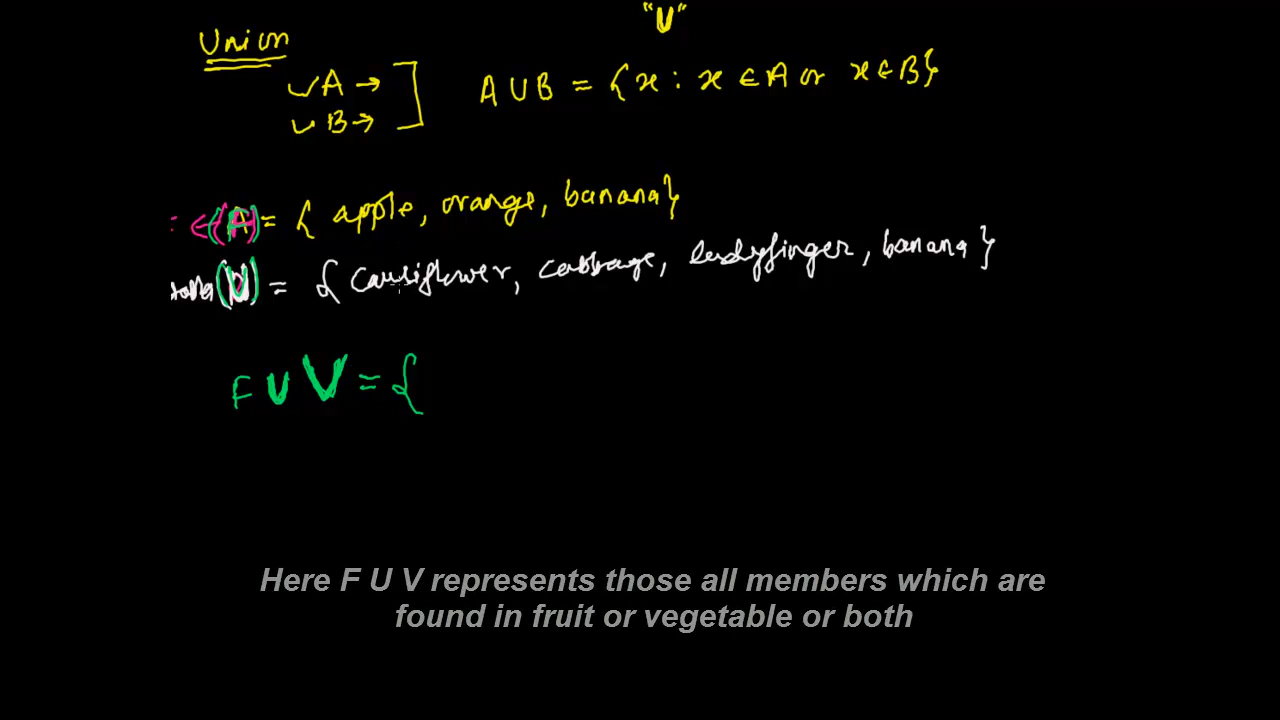 "U"
Union
A →
B →
A ∪ B = { x : x ∈ A or x ∈ B }
= { apple, orange, banana }
= { Cauliflower, cabbage, ladyfinger, banana }
F U V = {
Here F U V represents those all members which are
found in fruit or vegetable or both